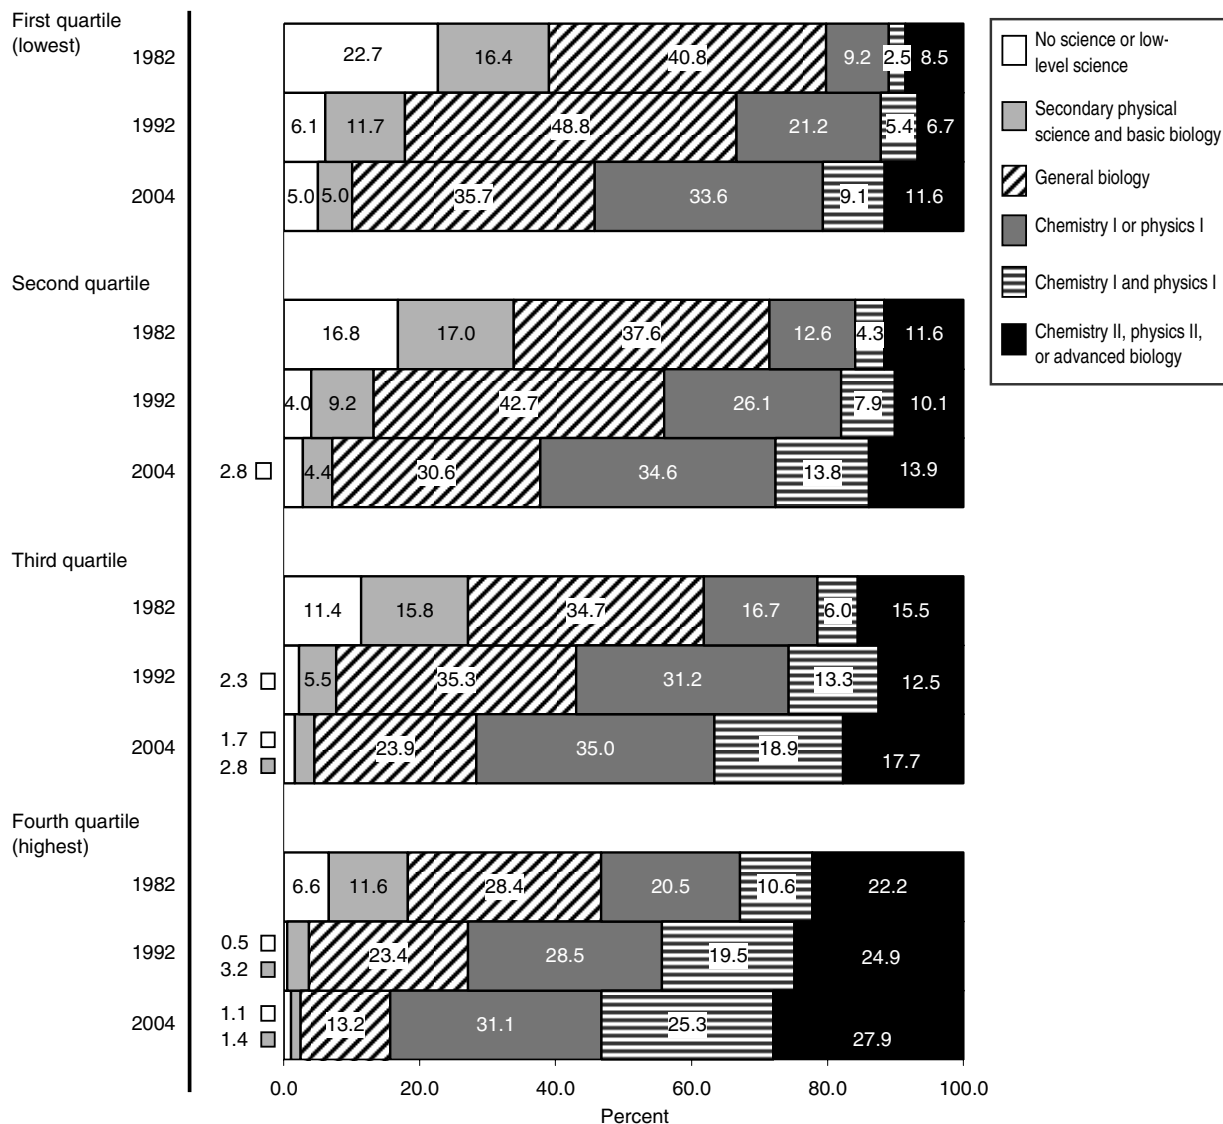 First quartile
(lowest)
1982
22.7 16.4 40.8 9.2 2.5 8.5
1992
6.1 11.7 48.8 21.2 5.4 6.7
2004
5.0 5.0 35.7 33.6 9.1 11.6
Second quartile
1982
16.8 17.0 37.6 12.6 4.3 11.6
1992
4.0 9.2 42.7 26.1 7.9 10.1
2004
2.8 4.4 30.6 34.6 13.8 13.9
Third quartile
1982
11.4 15.8 34.7 16.7 6.0 15.5
1992
2.3 5.5 35.3 31.2 13.3 12.5
2004
1.7
2.8
23.9 35.0 18.9 17.7
Fourth quartile
(highest)
1982
6.6 11.6 28.4 20.5 10.6 22.2
1992
0.5
3.2
23.4 28.5 19.5 24.9
2004
1.1
1.4
13.2 31.1 25.3 27.9
0.0 20.0 40.0 60.0 80.0 100.0
Percent
No science or low-
level science
Secondary physical
science and basic biology
General biology
Chemistry I or physics I
Chemistry I and physics I
Chemistry II, physics II,
or advanced biology